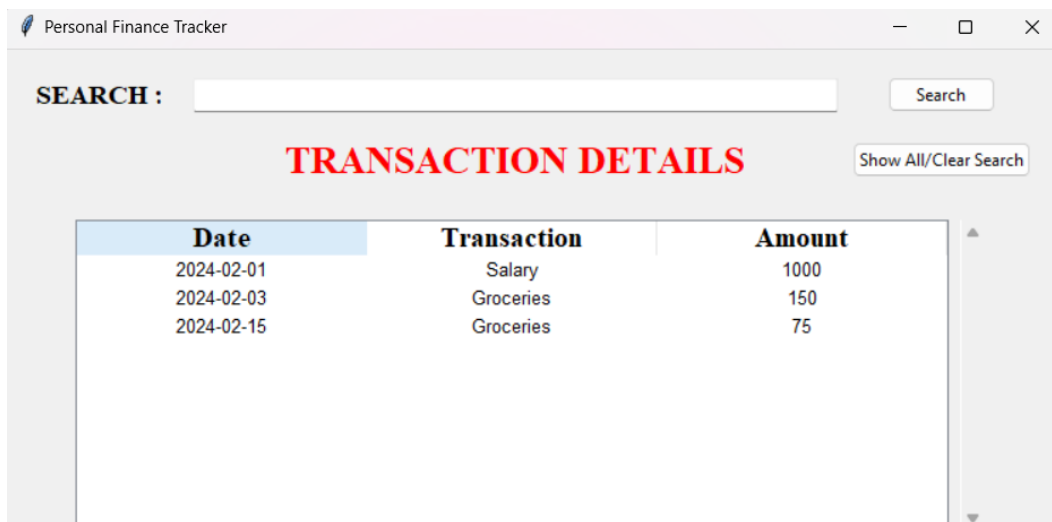 Personal Finance Tracker
SEARCH :
Search
TRANSACTION DETAILS
Show All/Clear Search
Date Transaction Amount
2024-02-01 Salary 1000
2024-02-03 Groceries 150
2024-02-15 Groceries 75